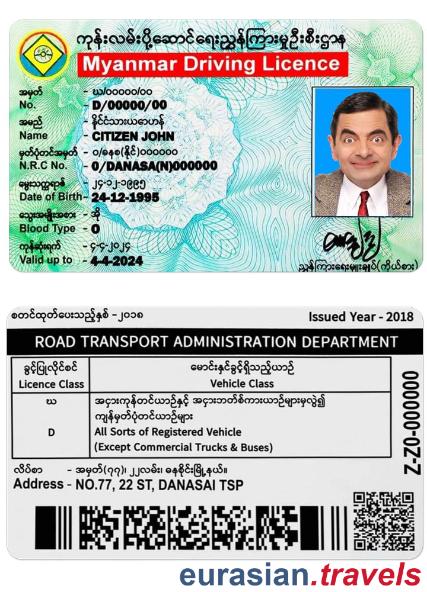 ကုန်းလမ်းပို့ဆောင်ရေးညွှန်ကြားမှုဦးစီးဌာန
Myanmar Driving Licence
အမှတ် - ဃ/၀၀၀၀၀/၀၀
No. - D/00000/00
အမည် - နိုင်ငံသားယဟောဟန်
Name - CITIZEN JOHN
မှတ်ပုံတင်အမှတ် - ၀/ဓနစ(နိုင်)၀၀၀၀၀၀
N.R.C No. - 0/DANASA(N)000000
မွေးသက္ကရာဇ် - ၂၄-၁၂-၁၉၉၅
Date of Birth - 24-12-1995
သွေးအမျိုးအစား - အို
Blood Type - O
ကုန်ဆုံးရက် - ၄-၄-၂၀၂၄
Valid up to - 4-4-2024
ညွှန်ကြားရေးမှူးချုပ်(ကိုယ်စား)
စတင်ထုတ်ပေးသည့်နှစ် -၂၀၁၈
Issued Year - 2018
ROAD TRANSPORT ADMINISTRATION DEPARTMENT
ခွင့်ပြုလိုင်စင် မောင်းနှင်ခွင့်ရှိသည့်ယာဉ်
Licence Class Vehicle Class
ဃ အငှားကုန်တင်ယာဉ်နှင့် အငှားဘတ်စ်ကားယာဉ်များမှလွဲ၍
ကျန်မှတ်ပုံတင်ယာဉ်များ
D All Sorts of Registered Vehicle
(Except Commercial Trucks & Buses)
Z-Z0-000000
လိပ်စာ - အမှတ်(၇၇)၊ ၂၂လမ်း၊ ဓနစိုင်းမြို့နယ်။
Address - NO.77, 22 ST, DANASAI TSP
eurasian.travels